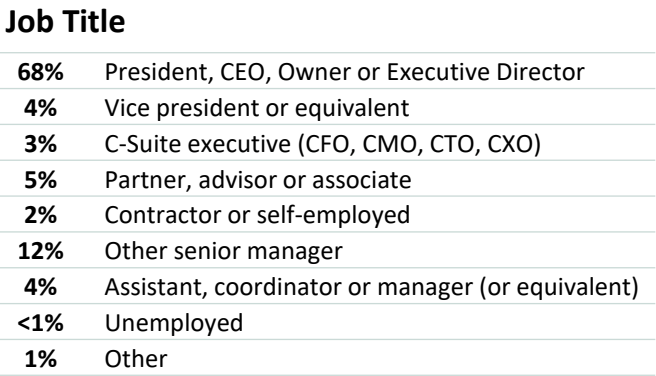 Job Title
68% President, CEO, Owner or Executive Director
4% Vice president or equivalent
3% C-Suite executive (CFO, CMO, CTO, CXO)
5% Partner, advisor or associate
2% Contractor or self-employed
12% Other senior manager
4% Assistant, coordinator or manager (or equivalent)
<1% Unemployed
1% Other